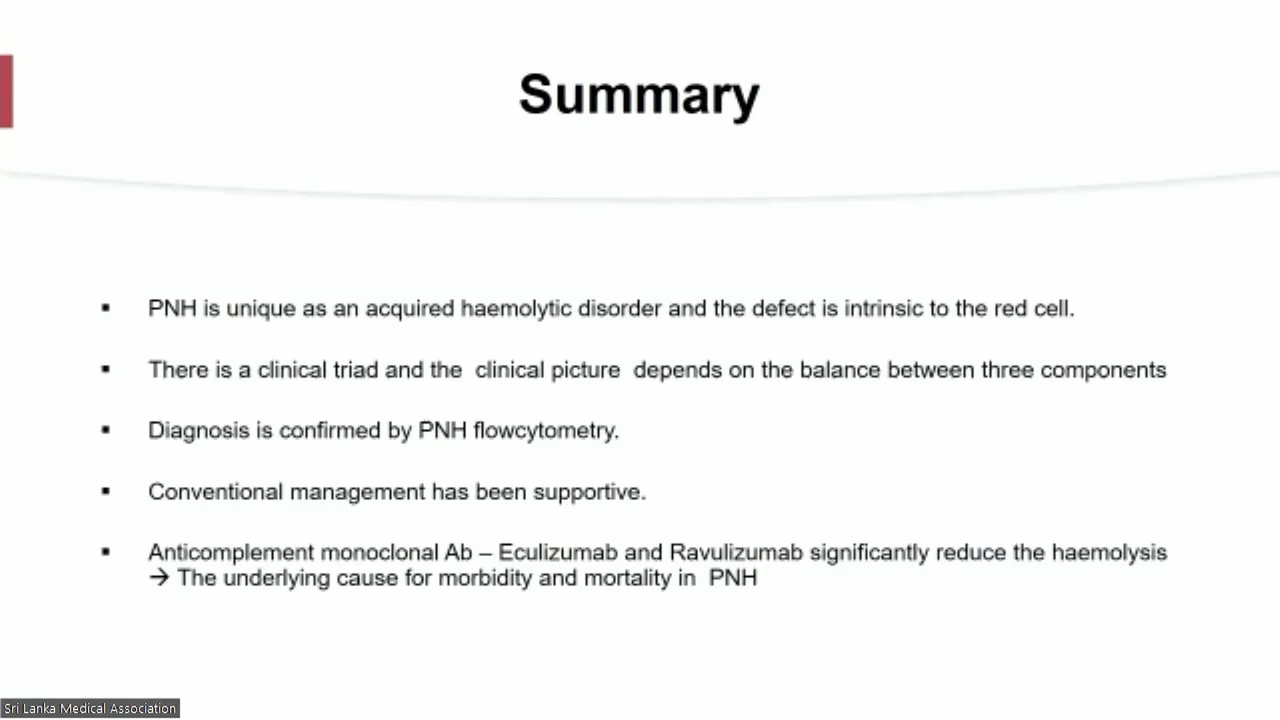 Summary
▪ PNH is unique as an acquired haemolytic disorder and the defect is intrinsic to the red cell.
▪ There is a clinical triad and the  clinical picture  depends on the balance between three components
▪ Diagnosis is confirmed by PNH flowcytometry.
▪ Conventional management has been supportive.
▪ Anticomplement monoclonal Ab – Eculizumab and Ravulizumab significantly reduce the haemolysis
→ The underlying cause for morbidity and mortality in  PNH
Sri Lanka Medical Association